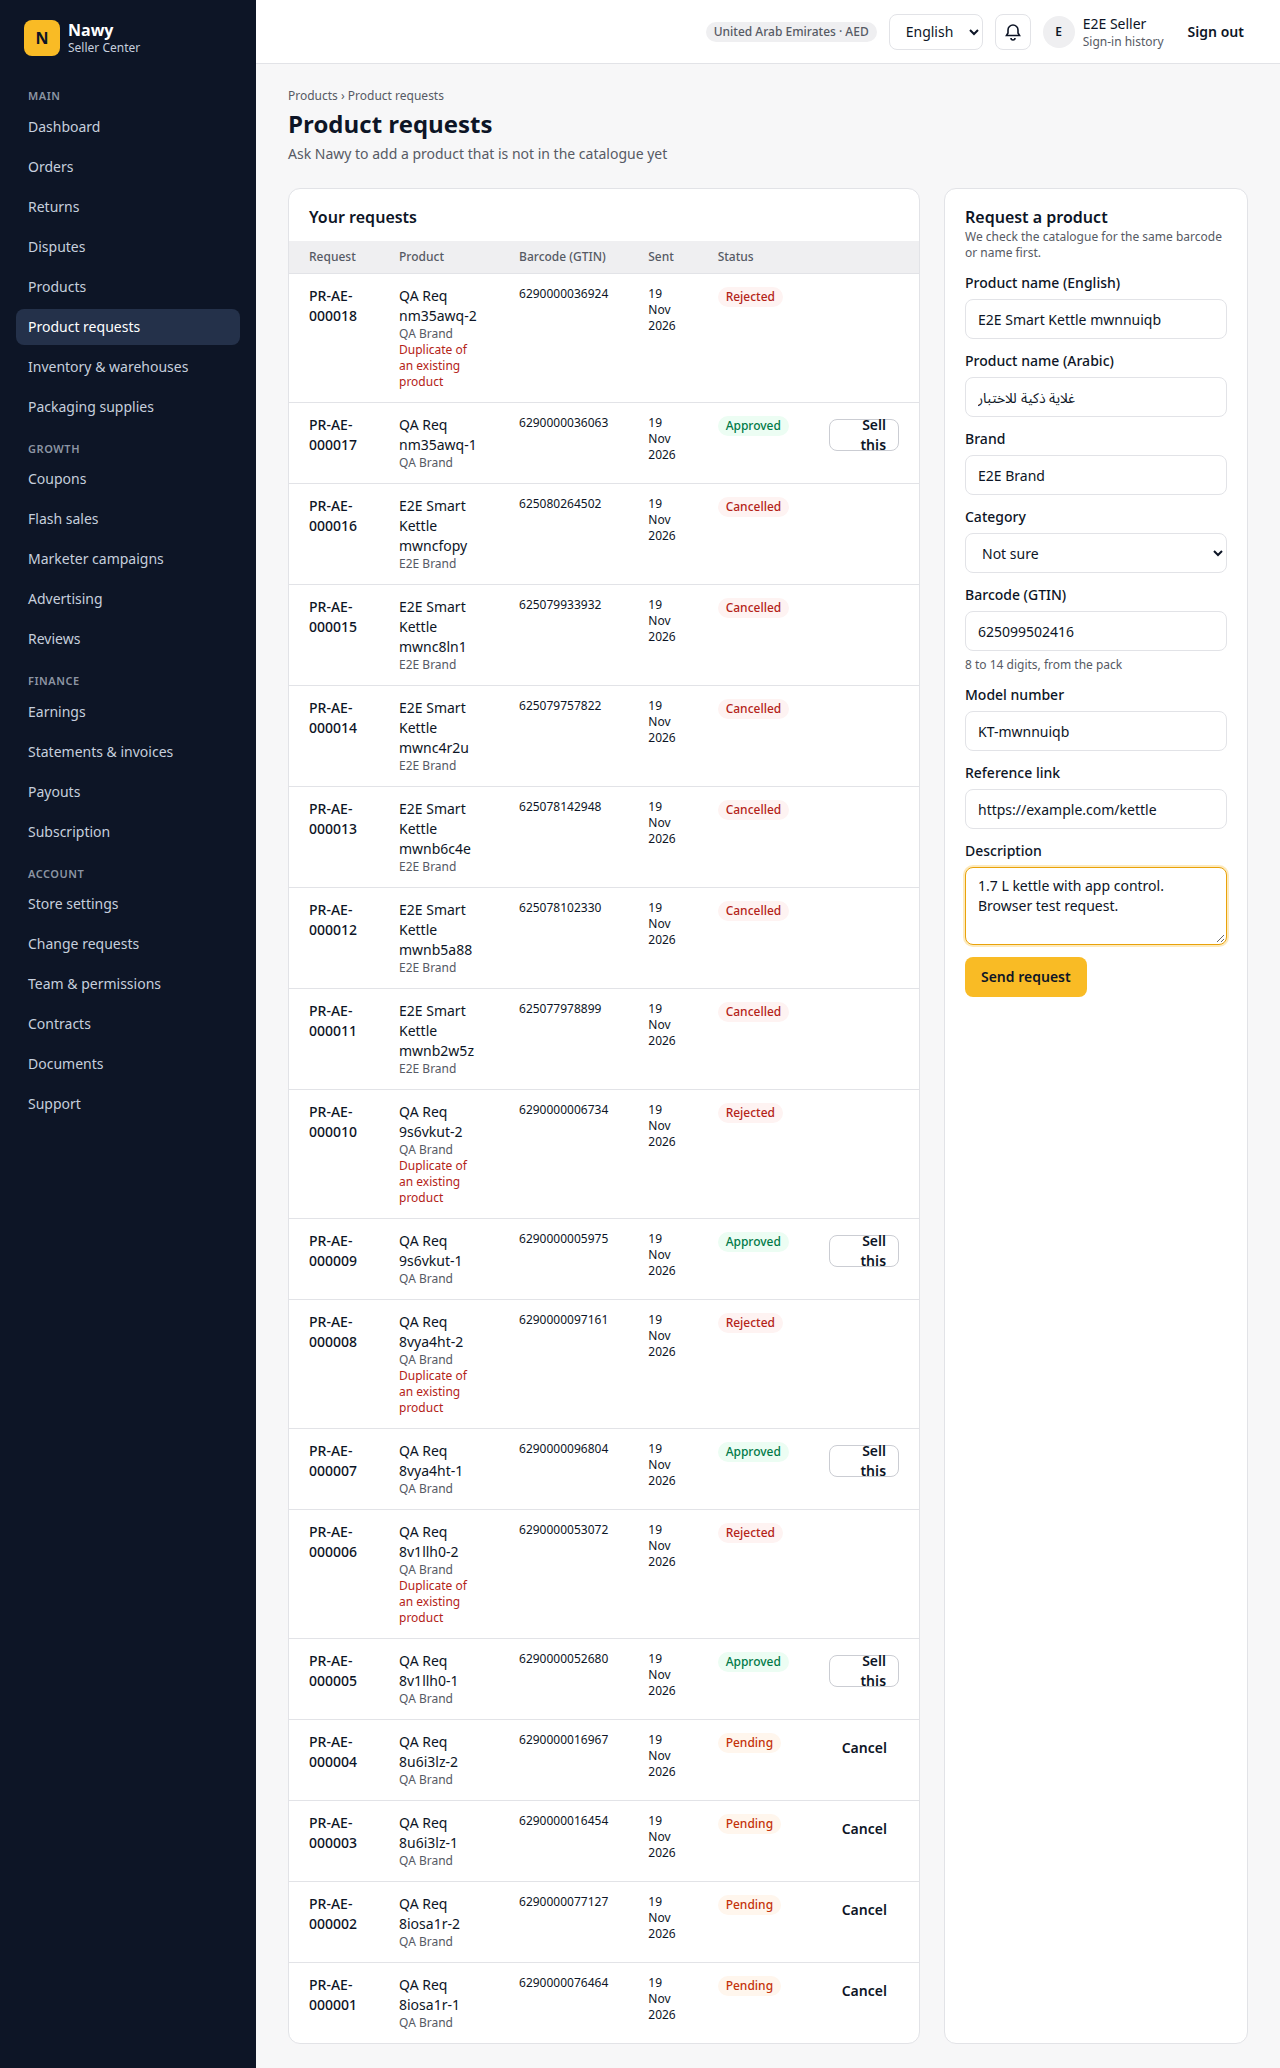 N
Nawy
Seller Center
MAIN
Dashboard
Orders
Returns
Disputes
Products
Product requests
Inventory & warehouses
Packaging supplies
GROWTH
Coupons
Flash sales
Marketer campaigns
Advertising
Reviews
FINANCE
Earnings
Statements & invoices
Payouts
Subscription
ACCOUNT
Store settings
Change requests
Team & permissions
Contracts
Documents
Support
United Arab Emirates · AED
English
E
E2E Seller
Sign-in history
Sign out
Products › Product requests
Product requests
Ask Nawy to add a product that is not in the catalogue yet
Your requests
Request Product Barcode (GTIN) Sent Status
PR-AE-
000018
QA Req
nm35awq-2
QA Brand
Duplicate of
an existing
product
6290000036924
19
Nov
2026
Rejected
PR-AE-
000017
QA Req
nm35awq-1
QA Brand
6290000036063
19
Nov
2026
Approved
Sell
this
PR-AE-
000016
E2E Smart
Kettle
mwncfopy
E2E Brand
625080264502
19
Nov
2026
Cancelled
PR-AE-
000015
E2E Smart
Kettle
mwnc8ln1
E2E Brand
625079933932
19
Nov
2026
Cancelled
PR-AE-
000014
E2E Smart
Kettle
mwnc4r2u
E2E Brand
625079757822
19
Nov
2026
Cancelled
PR-AE-
000013
E2E Smart
Kettle
mwnb6c4e
E2E Brand
625078142948
19
Nov
2026
Cancelled
PR-AE-
000012
E2E Smart
Kettle
mwnb5a88
E2E Brand
625078102330
19
Nov
2026
Cancelled
PR-AE-
000011
E2E Smart
Kettle
mwnb2w5z
E2E Brand
625077978899
19
Nov
2026
Cancelled
PR-AE-
000010
QA Req
9s6vkut-2
QA Brand
Duplicate of
an existing
product
6290000006734
19
Nov
2026
Rejected
PR-AE-
000009
QA Req
9s6vkut-1
QA Brand
6290000005975
19
Nov
2026
Approved
Sell
this
PR-AE-
000008
QA Req
8vya4ht-2
QA Brand
Duplicate of
an existing
product
6290000097161
19
Nov
2026
Rejected
PR-AE-
000007
QA Req
8vya4ht-1
QA Brand
6290000096804
19
Nov
2026
Approved
Sell
this
PR-AE-
000006
QA Req
8v1llh0-2
QA Brand
Duplicate of
an existing
product
6290000053072
19
Nov
2026
Rejected
PR-AE-
000005
QA Req
8v1llh0-1
QA Brand
6290000052680
19
Nov
2026
Approved
Sell
this
PR-AE-
000004
QA Req
8u6i3lz-2
QA Brand
6290000016967
19
Nov
2026
Pending
Cancel
PR-AE-
000003
QA Req
8u6i3lz-1
QA Brand
6290000016454
19
Nov
2026
Pending
Cancel
PR-AE-
000002
QA Req
8iosa1r-2
QA Brand
6290000077127
19
Nov
2026
Pending
Cancel
PR-AE-
000001
QA Req
8iosa1r-1
QA Brand
6290000076464
19
Nov
2026
Pending
Cancel
Request a product
We check the catalogue for the same barcode
or name first.
Product name (English)
E2E Smart Kettle mwnnuiqb
Product name (Arabic)
غلاية ذكية للاختبار
Brand
E2E Brand
Category
Not sure
Barcode (GTIN)
625099502416
8 to 14 digits, from the pack
Model number
KT-mwnnuiqb
Reference link
https://example.com/kettle
Description
1.7 L kettle with app control.
Browser test request.
Send request